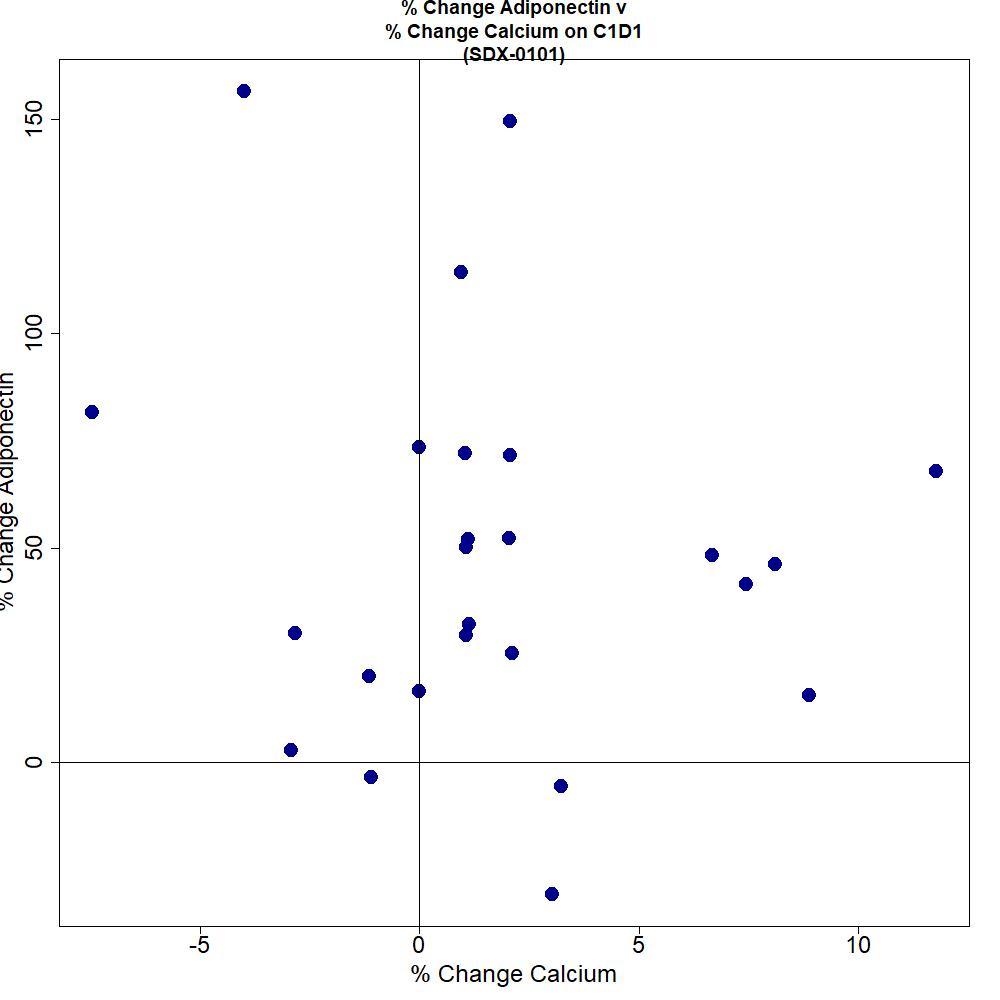 % Change Adiponectin v
% Change Calcium on C1D1
(SDX-0101)
150
100
50
0
% Change Adiponectin
-5 0 5 10
% Change Calcium